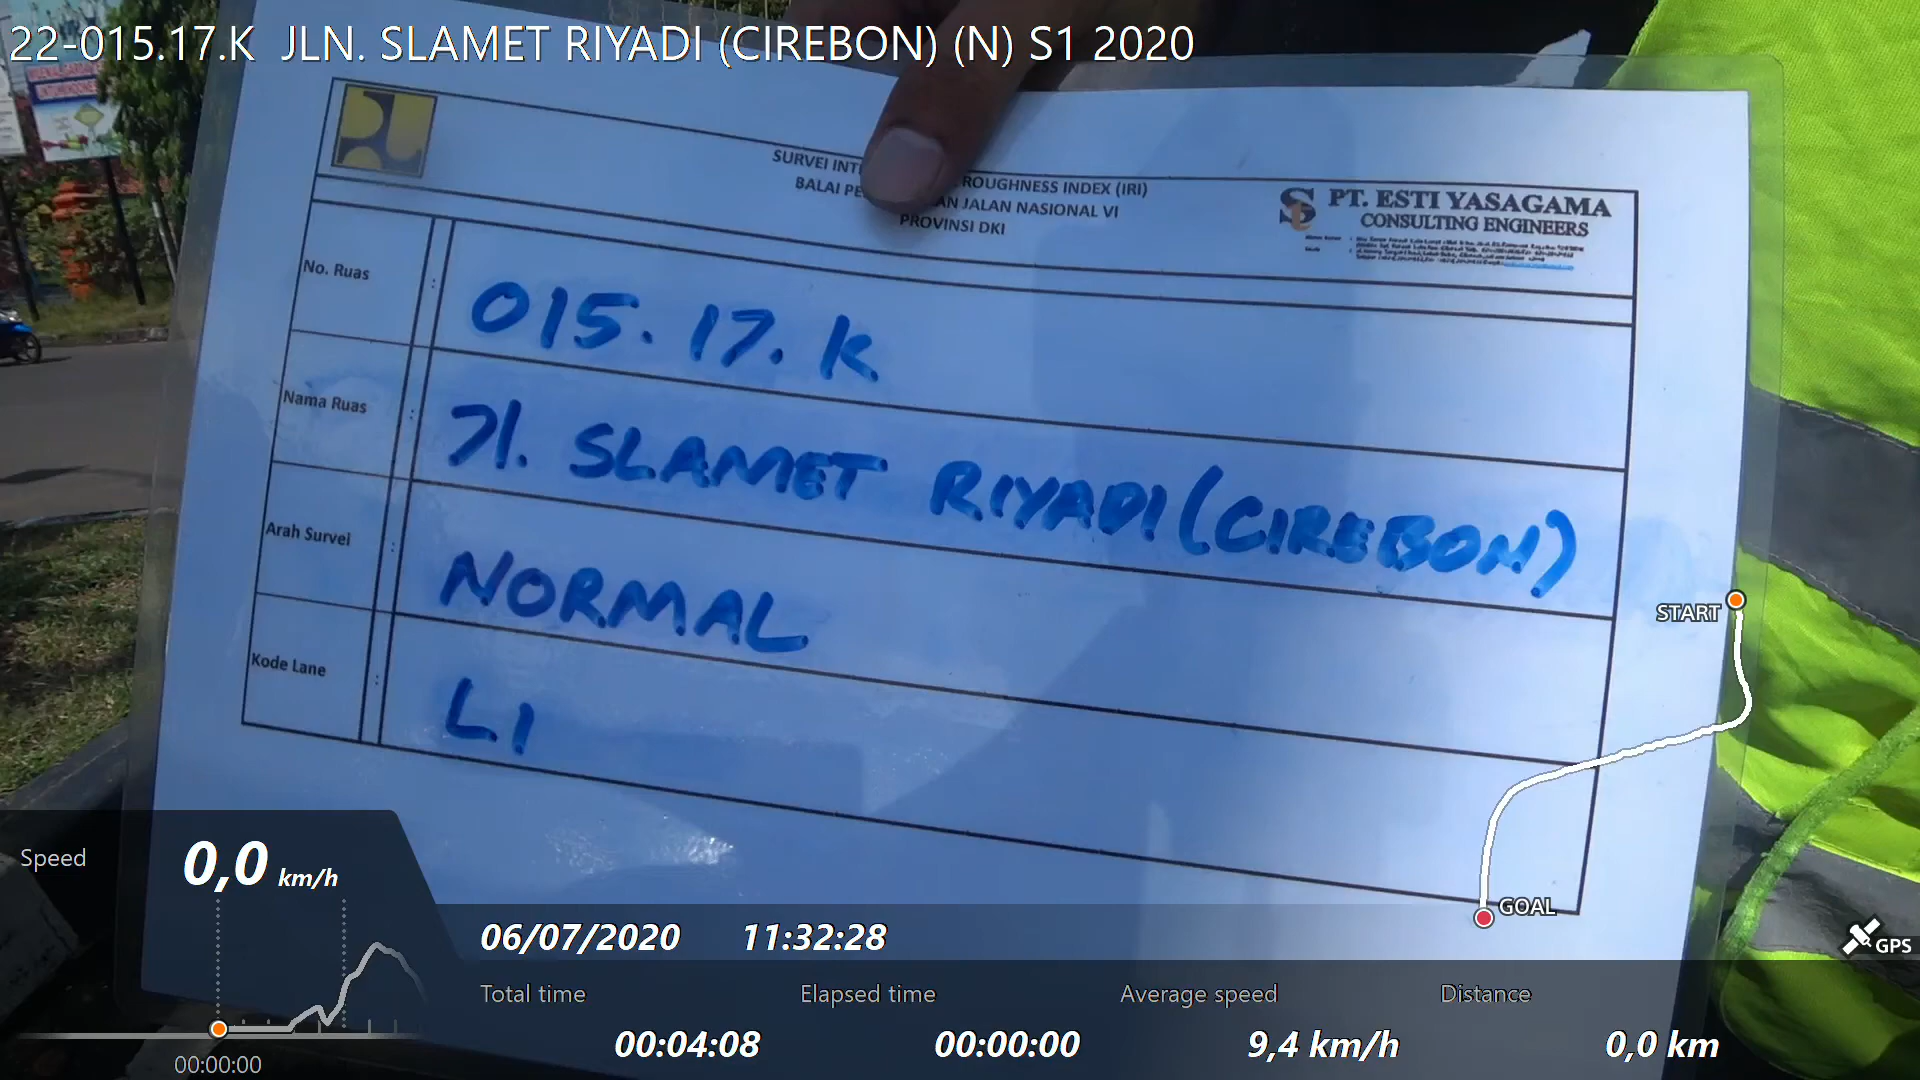 22-015.17.K JLN. SLAMET RIYADI (CIREBON) (N) S1 2020
SURVEI ROUGHNESS INDEX (IRI)
BALAI JALAN NASIONAL VI
PROVINSI DKI
PT. ESTI YASAGAMA
CONSULTING ENGINEERS
No. Ruas : 015.17.K
Nama Ruas : Jl. SLAMET RIYADI (CIREBON)
Arah Survei : NORMAL
Kode Lane : L1
START
GOAL
GPS
Speed 0,0 km/h
00:00:00
06/07/2020 11:32:28
Total time Elapsed time Average speed Distance
00:04:08 00:00:00 9,4 km/h 0,0 km